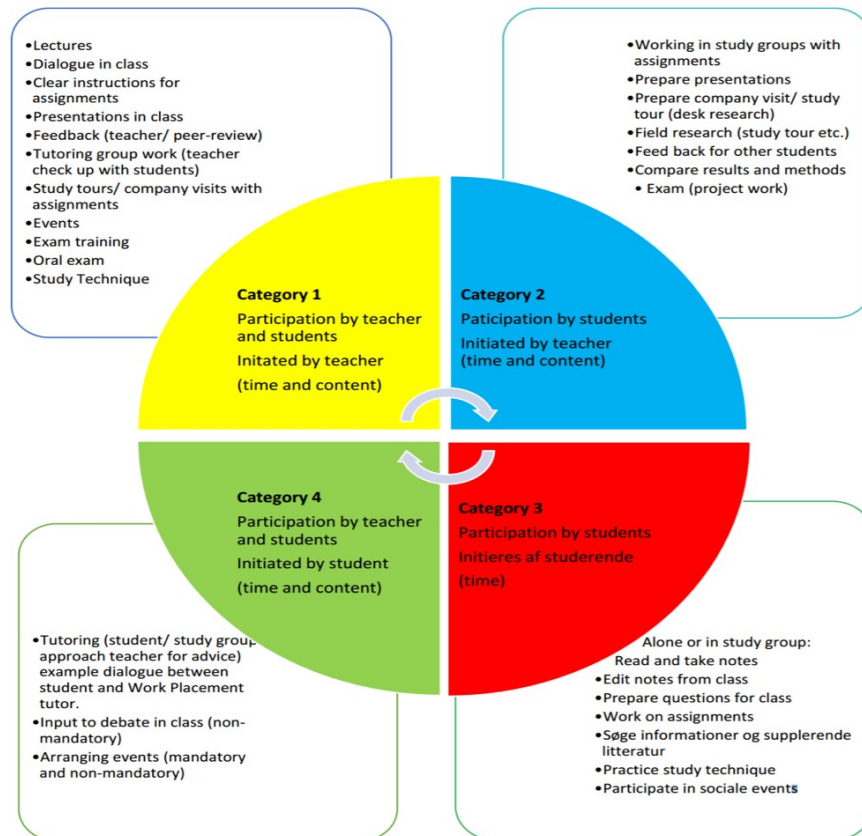 •Lectures
•Dialogue in class
•Clear instructions for
assignments
•Presentations in class
•Feedback (teacher/ peer-review)
•Tutoring group work (teacher
check up with students)
•Study tours/ company visits with
assignments
•Events
•Exam training
•Oral exam
•Study Technique
•Working in study groups with
assignments
•Prepare presentations
•Prepare company visit/ study
tour (desk research)
•Field research (study tour etc.)
•Feed back for other students
•Compare results and methods
• Exam (project work)
Category 1
Participation by teacher
and students
Initated by teacher
(time and content)
Category 2
Paticipation by students
Initiated by teacher
(time and content)
Category 4
Participation by teacher
and students
Initiated by student
(time and content)
Category 3
Participation by students
Initieres af studerende
(time)
•Tutoring (student/ study group
approach teacher for advice)
example dialogue between
student and Work Placement
tutor.
•Input to debate in class (non-
mandatory)
•Arranging events (mandatory
and non-mandatory)
Alone or in study group:
Read and take notes
•Edit notes from class
•Prepare questions for class
•Work on assignments
•Søge informationer og supplerende
litteratur
•Practice study technique
•Participate in sociale events